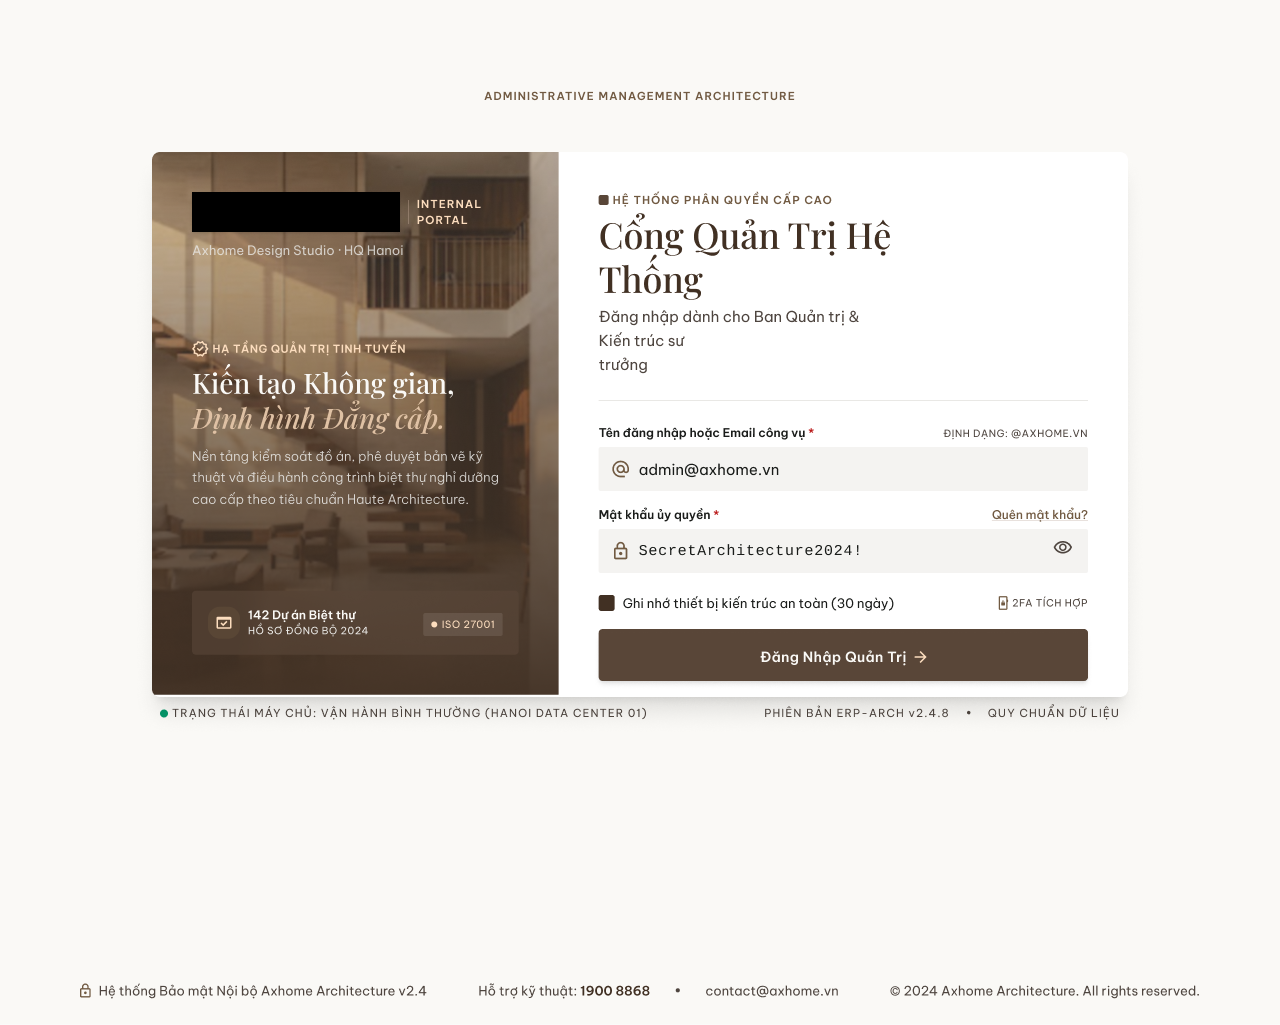 ADMINISTRATIVE MANAGEMENT ARCHITECTURE
INTERNAL
PORTAL
Axhome Design Studio · HQ Hanoi
HẠ TẦNG QUẢN TRỊ TINH TUYỂN
Kiến tạo Không gian,
Định hình Đẳng cấp.
Nền tảng kiểm soát đồ án, phê duyệt bản vẽ kỹ
thuật và điều hành công trình biệt thự nghỉ dưỡng
cao cấp theo tiêu chuẩn Haute Architecture.
142 Dự án Biệt thự
HỒ SƠ ĐỒNG BỘ 2024
ISO 27001
HỆ THỐNG PHÂN QUYỀN CẤP CAO
Cổng Quản Trị Hệ
Thống
Đăng nhập dành cho Ban Quản trị &
Kiến trúc sư
trưởng
Tên đăng nhập hoặc Email công vụ *
ĐỊNH DẠNG: @AXHOME.VN
admin@axhome.vn
Mật khẩu ủy quyền *
Quên mật khẩu?
SecretArchitecture2024!
Ghi nhớ thiết bị kiến trúc an toàn (30 ngày)
2FA TÍCH HỢP
Đăng Nhập Quản Trị →
TRẠNG THÁI MÁY CHỦ: VẬN HÀNH BÌNH THƯỜNG (HANOI DATA CENTER 01)
PHIÊN BẢN ERP-ARCH v2.4.8 • QUY CHUẨN DỮ LIỆU
Hệ thống Bảo mật Nội bộ Axhome Architecture v2.4
Hỗ trợ kỹ thuật: 1900 8868 • contact@axhome.vn
© 2024 Axhome Architecture. All rights reserved.